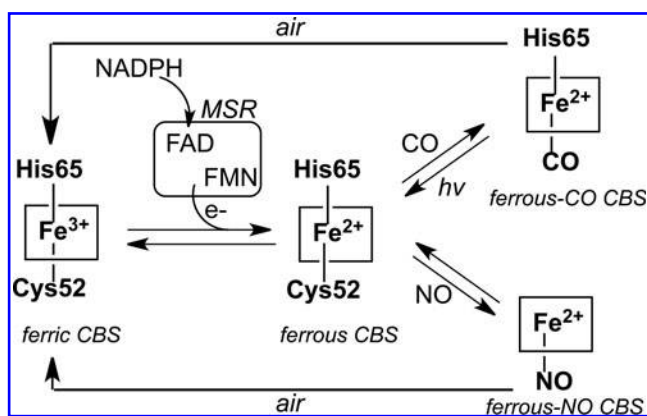 air
His65
NADPH
MSR
Fe2+
FAD
CO
His65
FMN
His65
CO
hν
ferrous-CO CBS
e-
Fe3+
Fe2+
Cys52
Cys52
NO
Fe2+
ferric CBS
ferrous CBS
NO
air
ferrous-NO CBS